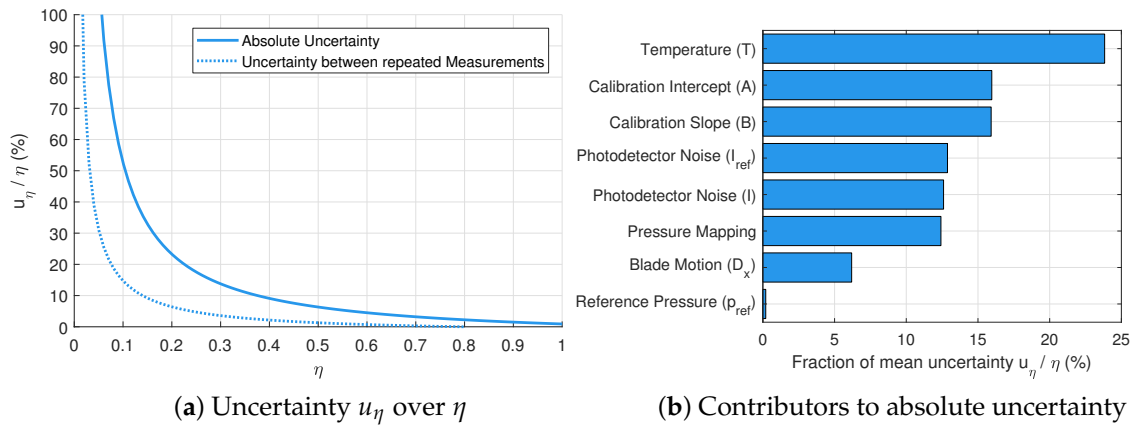 100
90
80
70
60
50
40
30
20
10
0
u_η / η (%)
Absolute Uncertainty
Uncertainty between repeated Measurements
0 0.1 0.2 0.3 0.4 0.5 0.6 0.7 0.8 0.9 1
η
(a) Uncertainty u_η over η
Temperature (T)
Calibration Intercept (A)
Calibration Slope (B)
Photodetector Noise (I_ref)
Photodetector Noise (I)
Pressure Mapping
Blade Motion (D_x)
Reference Pressure (p_ref)
0 5 10 15 20 25
Fraction of mean uncertainty u_η / η (%)
(b) Contributors to absolute uncertainty